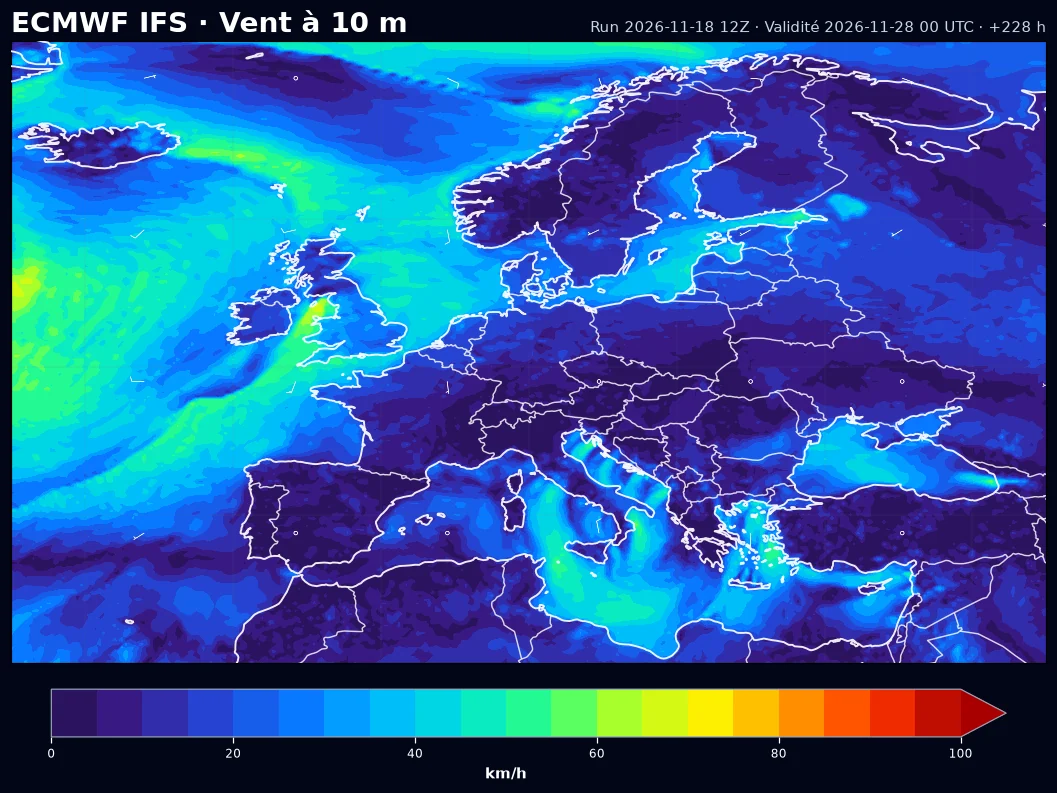 ECMWF IFS · Vent à 10 m
Run 2026-11-18 12Z · Validité 2026-11-28 00 UTC · +228 h
0 20 40 60 80 100
km/h